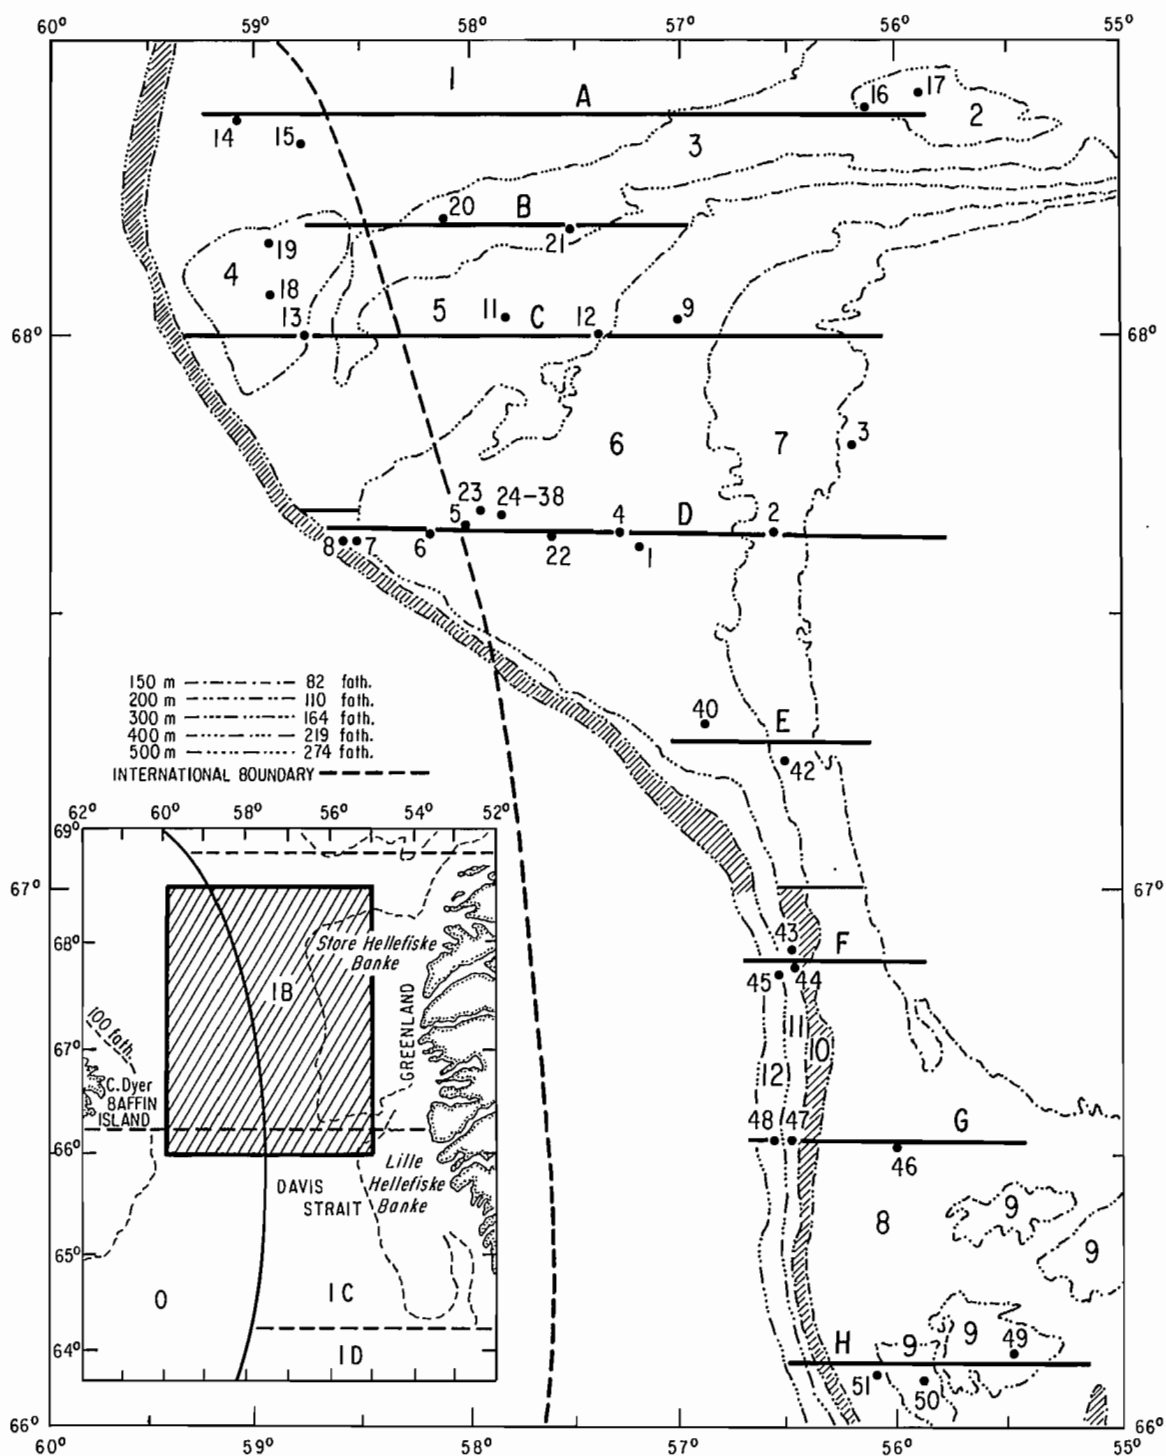 60° 59° 58° 57° 56° 55°
1 A 16 17 2
14 15 3
20 B 21
19 4 18
68° 13 5 11 C 12 9 68°
6 7 3
23 24-38
5 4 D 2
8 7 6 22 1
150 m 82 fath.
200 m 110 fath.
300 m 164 fath.
400 m 219 fath.
500 m 274 fath.
INTERNATIONAL BOUNDARY
40 E
42
67° 67°
43 F
45 44
11 10
12
48 47 G
46
8 9
9
H 9 9 49
51 50
62° 60° 58° 56° 54° 52°
69°
68°
67°
66°
65°
64°
Store Hellefiske
Banke
1B
GREENLAND
100 fath.
C. Dyer
BAFFIN
ISLAND
Lille
Hellefiske
Banke
DAVIS
STRAIT
0
1C
1D
66° 66°
60° 59° 58° 57° 56° 55°